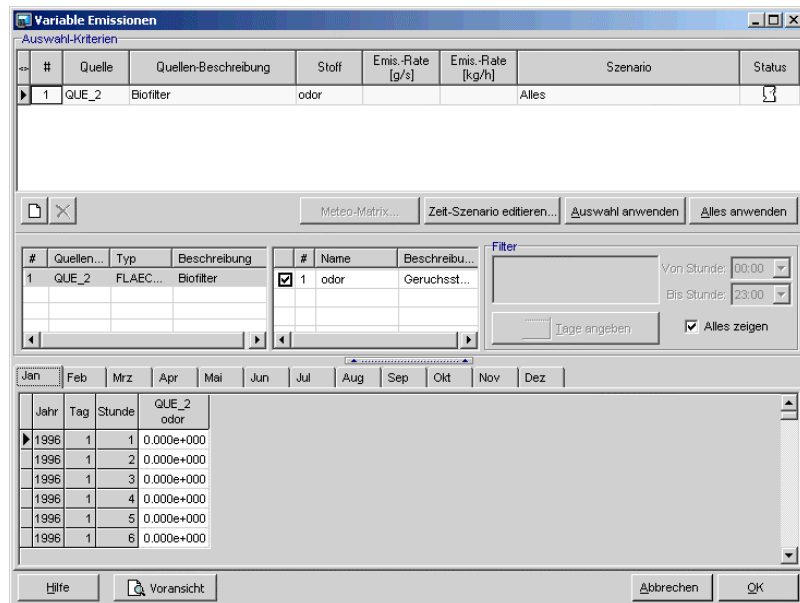 Variable Emissionen
Auswahl-Kriterien
# Quelle Quellen-Beschreibung Stoff Emis.-Rate [g/s] Emis.-Rate [kg/h] Szenario Status
1 QUE_2 Biofilter odor Alles
Meteo-Matrix... Zeit-Szenario editieren... Auswahl anwenden Alles anwenden
# Quellen... Typ Beschreibung
1 QUE_2 FLAEC... Biofilter
# Name Beschreibu...
1 odor Geruchsst...
Filter
Von Stunde: 00:00
Bis Stunde: 23:00
Tage angeben
Alles zeigen
Jan Feb Mrz Apr Mai Jun Jul Aug Sep Okt Nov Dez
Jahr Tag Stunde QUE_2 odor
1996 1 1 0.000e+000
1996 1 2 0.000e+000
1996 1 3 0.000e+000
1996 1 4 0.000e+000
1996 1 5 0.000e+000
1996 1 6 0.000e+000
Hilfe Voransicht Abbrechen OK